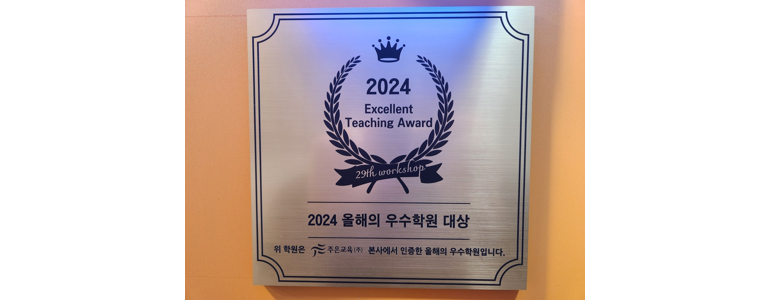 2024
Excellent
Teaching Award
29th workshop
2024 올해의 우수학원 대상
위 학원은 주은교육(주) 본사에서 인증한 올해의 우수학원입니다.